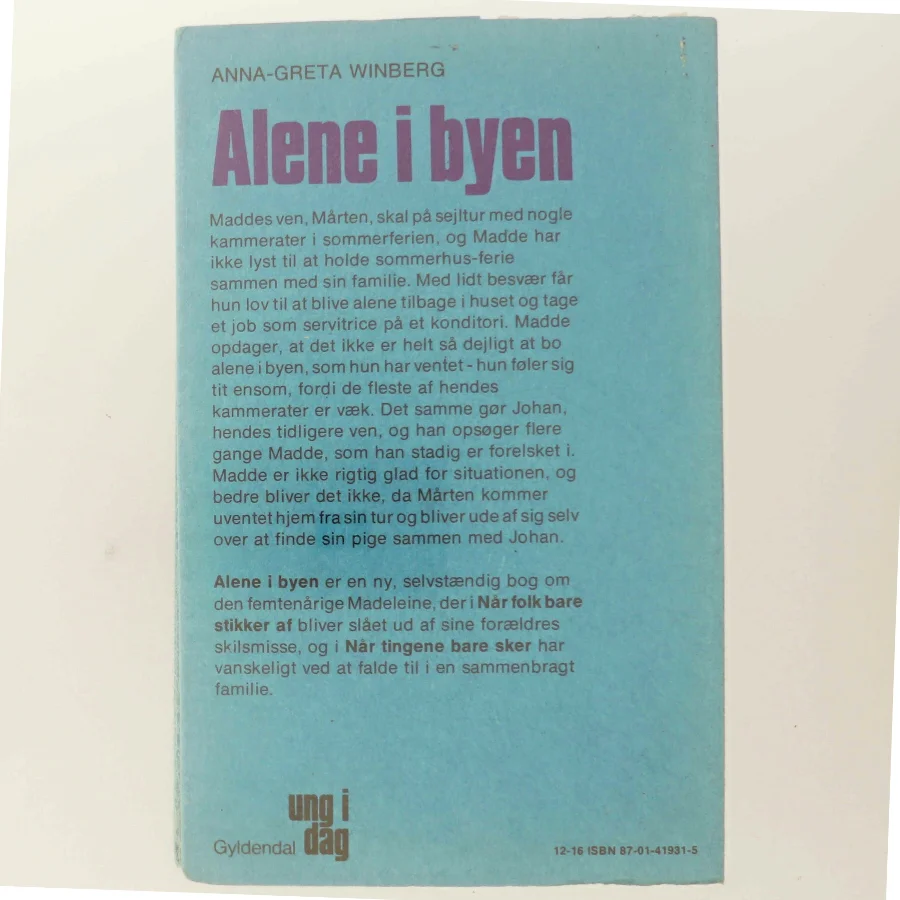 ANNA-GRETA WINBERG
Alene i byen
Maddes ven, Mårten, skal på sejltur med nogle
kammerater i sommerferien, og Madde har
ikke lyst til at holde sommerhus-ferie
sammen med sin familie. Med lidt besvær får
hun lov til at blive alene tilbage i huset og tage
et job som servitrice på et konditori. Madde
opdager, at det ikke er helt så dejligt at bo
alene i byen, som hun har ventet - hun føler sig
tit ensom, fordi de fleste af hendes
kammerater er væk. Det samme gør Johan,
hendes tidligere ven, og han opsøger flere
gange Madde, som han stadig er forelsket i.
Madde er ikke rigtig glad for situationen, og
bedre bliver det ikke, da Mårten kommer
uventet hjem fra sin tur og bliver ude af sig selv
over at finde sin pige sammen med Johan.
Alene i byen er en ny, selvstændig bog om
den femtenårige Madeleine, der i Når folk bare
stikker af bliver slået ud af sine forældres
skilsmisse, og i Når tingene bare sker har
vanskeligt ved at falde til i en sammenbragt
familie.
ung i
dag
Gyldendal
12-16 ISBN 87-01-41931-5